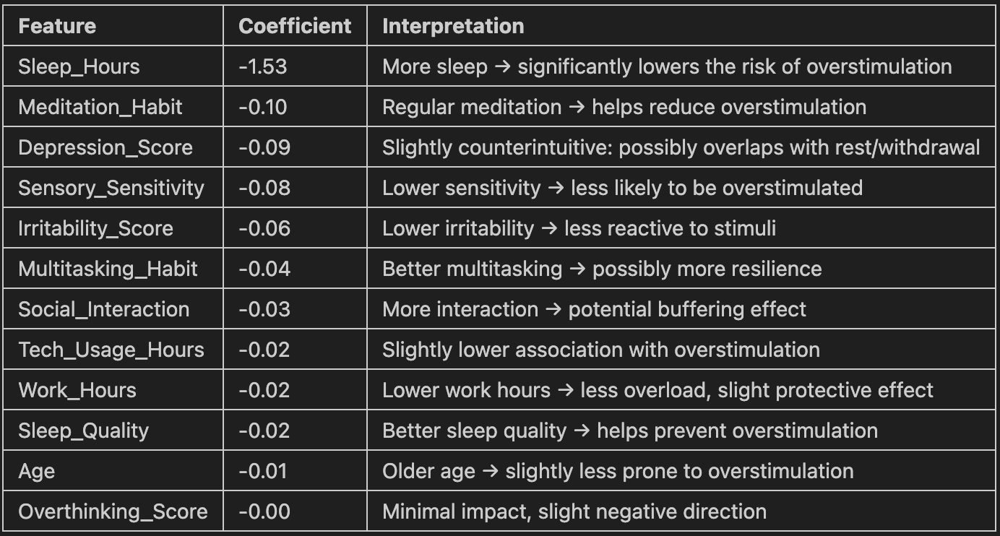 Feature Coefficient Interpretation
Sleep_Hours -1.53 More sleep → significantly lowers the risk of overstimulation
Meditation_Habit -0.10 Regular meditation → helps reduce overstimulation
Depression_Score -0.09 Slightly counterintuitive: possibly overlaps with rest/withdrawal
Sensory_Sensitivity -0.08 Lower sensitivity → less likely to be overstimulated
Irritability_Score -0.06 Lower irritability → less reactive to stimuli
Multitasking_Habit -0.04 Better multitasking → possibly more resilience
Social_Interaction -0.03 More interaction → potential buffering effect
Tech_Usage_Hours -0.02 Slightly lower association with overstimulation
Work_Hours -0.02 Lower work hours → less overload, slight protective effect
Sleep_Quality -0.02 Better sleep quality → helps prevent overstimulation
Age -0.01 Older age → slightly less prone to overstimulation
Overthinking_Score -0.00 Minimal impact, slight negative direction